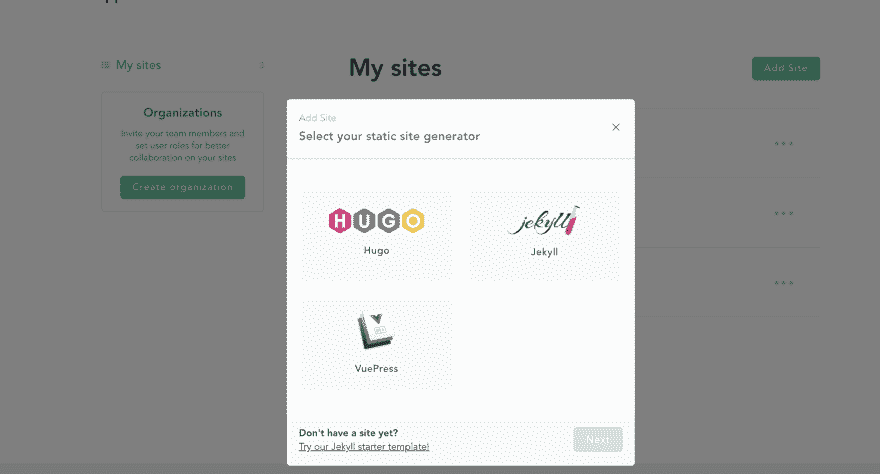 My sites
My sites
Add Site
Organizations
Invite your team members and
set user roles for better
collaboration on your sites
Create organization
Add Site
Select your static site generator
HUGO
Hugo
jekyll
Jekyll
VuePress
Don't have a site yet?
Try our Jekyll starter template!
Next